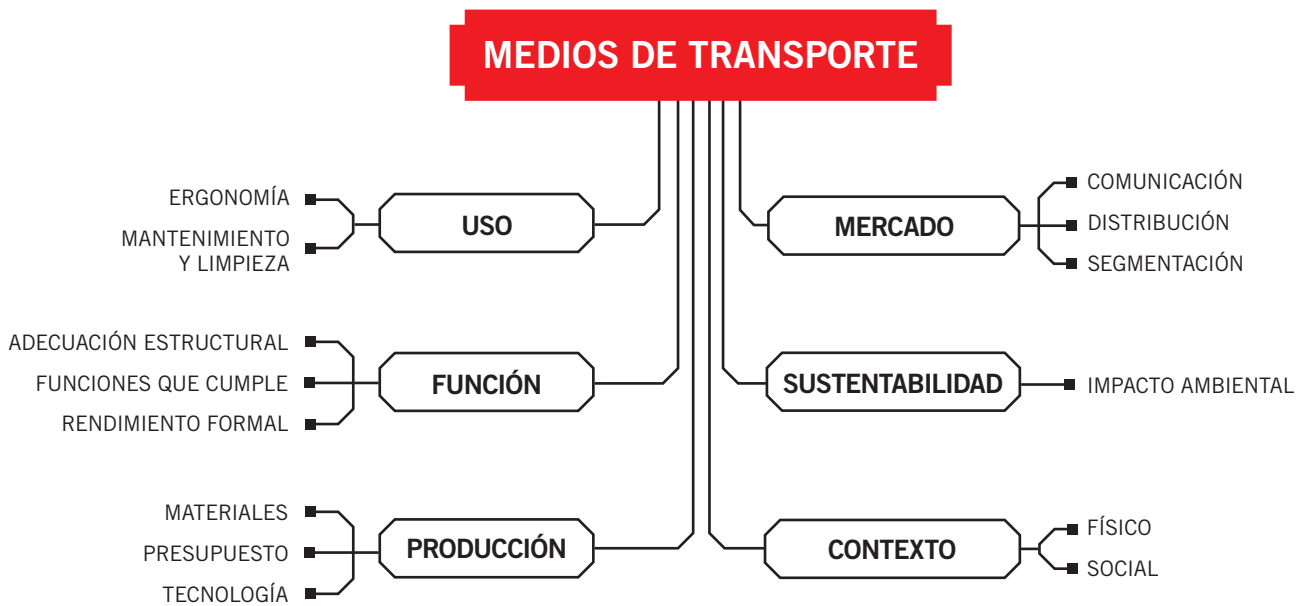 MEDIOS DE TRANSPORTE
ERGONOMÍA
MANTENIMIENTO
Y LIMPIEZA
USO
ADECUACIÓN ESTRUCTURAL
FUNCIONES QUE CUMPLE
RENDIMIENTO FORMAL
FUNCIÓN
MATERIALES
PRESUPUESTO
TECNOLOGÍA
PRODUCCIÓN
MERCADO
COMUNICACIÓN
DISTRIBUCIÓN
SEGMENTACIÓN
SUSTENTABILIDAD
IMPACTO AMBIENTAL
CONTEXTO
FÍSICO
SOCIAL